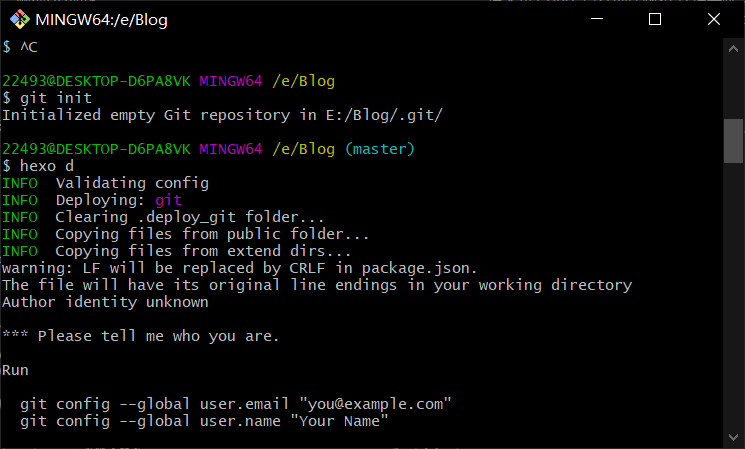 MINGW64:/e/Blog
$ ^C
22493@DESKTOP-D6PA8VK MINGW64 /e/Blog
$ git init
Initialized empty Git repository in E:/Blog/.git/
22493@DESKTOP-D6PA8VK MINGW64 /e/Blog (master)
$ hexo d
INFO  Validating config
INFO  Deploying: git
INFO  Clearing .deploy_git folder...
INFO  Copying files from public folder...
INFO  Copying files from extend dirs...
warning: LF will be replaced by CRLF in package.json.
The file will have its original line endings in your working directory
Author identity unknown
*** Please tell me who you are.
Run
  git config --global user.email "you@example.com"
  git config --global user.name "Your Name"